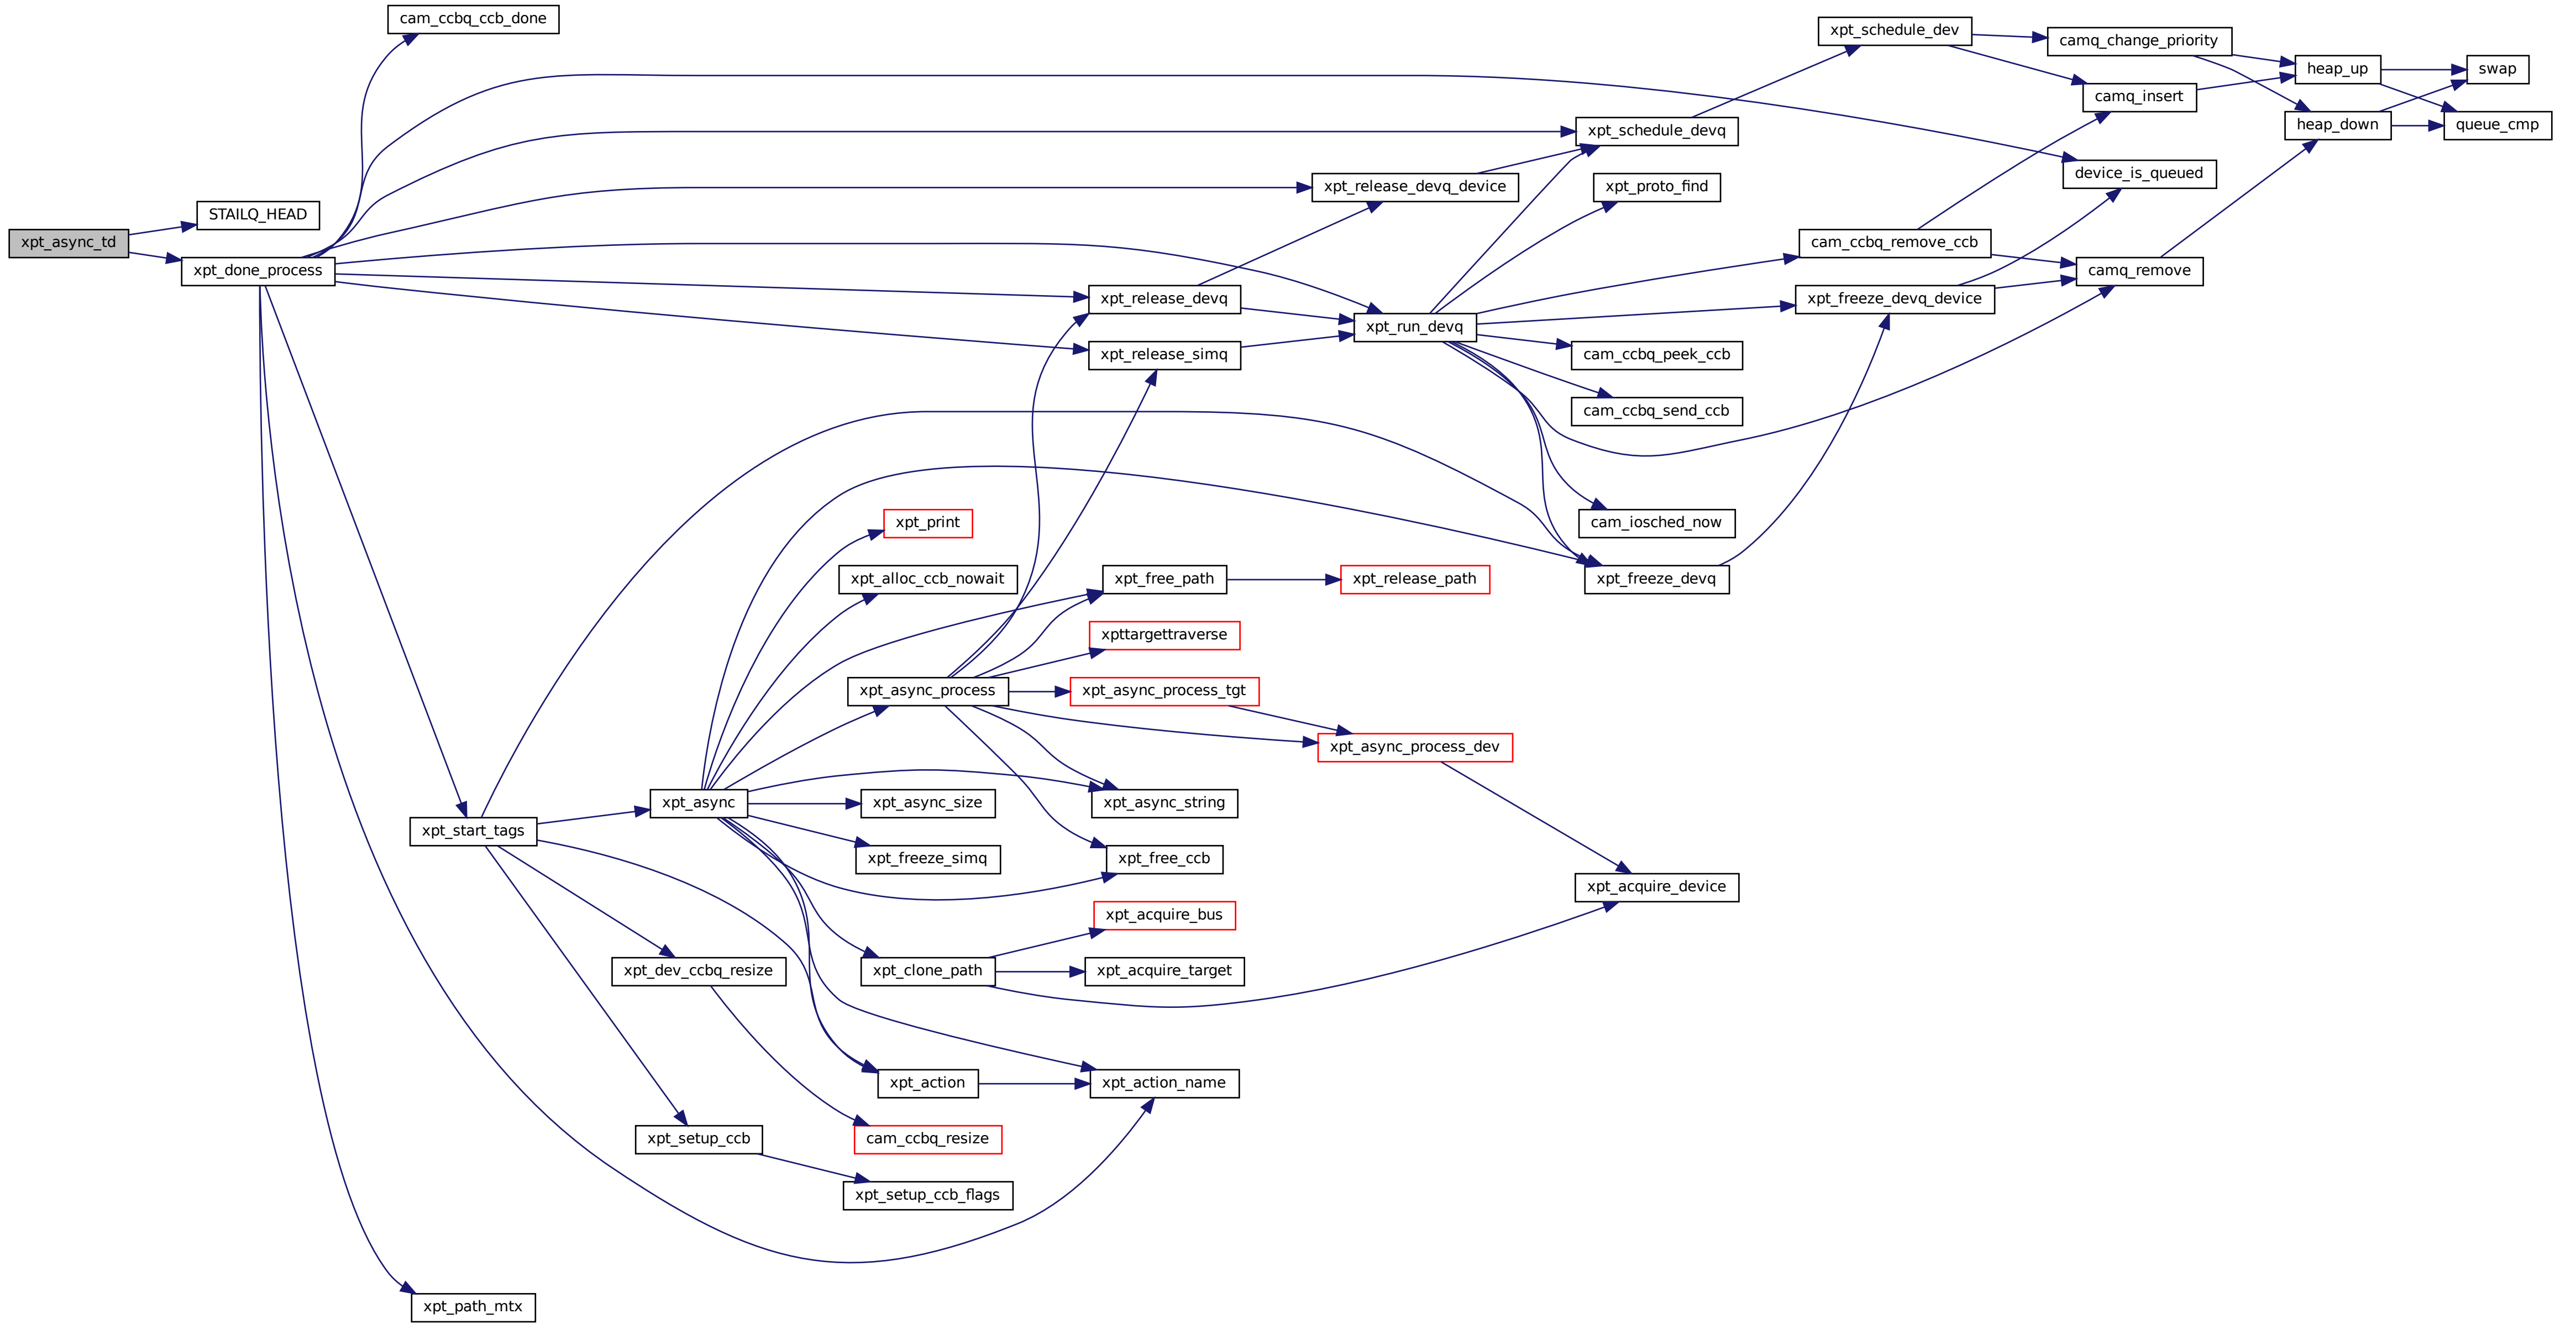 xpt_async_td
STAILQ_HEAD
xpt_done_process
cam_ccbq_ccb_done
xpt_start_tags
xpt_path_mtx
xpt_dev_ccbq_resize
xpt_setup_ccb
xpt_async
xpt_print
xpt_alloc_ccb_nowait
xpt_async_process
xpt_async_size
xpt_freeze_simq
xpt_clone_path
xpt_action
cam_ccbq_resize
xpt_setup_ccb_flags
xpt_release_devq
xpt_release_simq
xpt_free_path
xpttargettraverse
xpt_async_process_tgt
xpt_async_string
xpt_free_ccb
xpt_acquire_bus
xpt_acquire_target
xpt_action_name
xpt_release_devq_device
xpt_run_devq
xpt_release_path
xpt_async_process_dev
xpt_schedule_devq
xpt_proto_find
cam_ccbq_peek_ccb
cam_ccbq_send_ccb
cam_iosched_now
xpt_freeze_devq
xpt_acquire_device
xpt_schedule_dev
cam_ccbq_remove_ccb
xpt_freeze_devq_device
camq_change_priority
camq_insert
device_is_queued
camq_remove
heap_up
heap_down
swap
queue_cmp